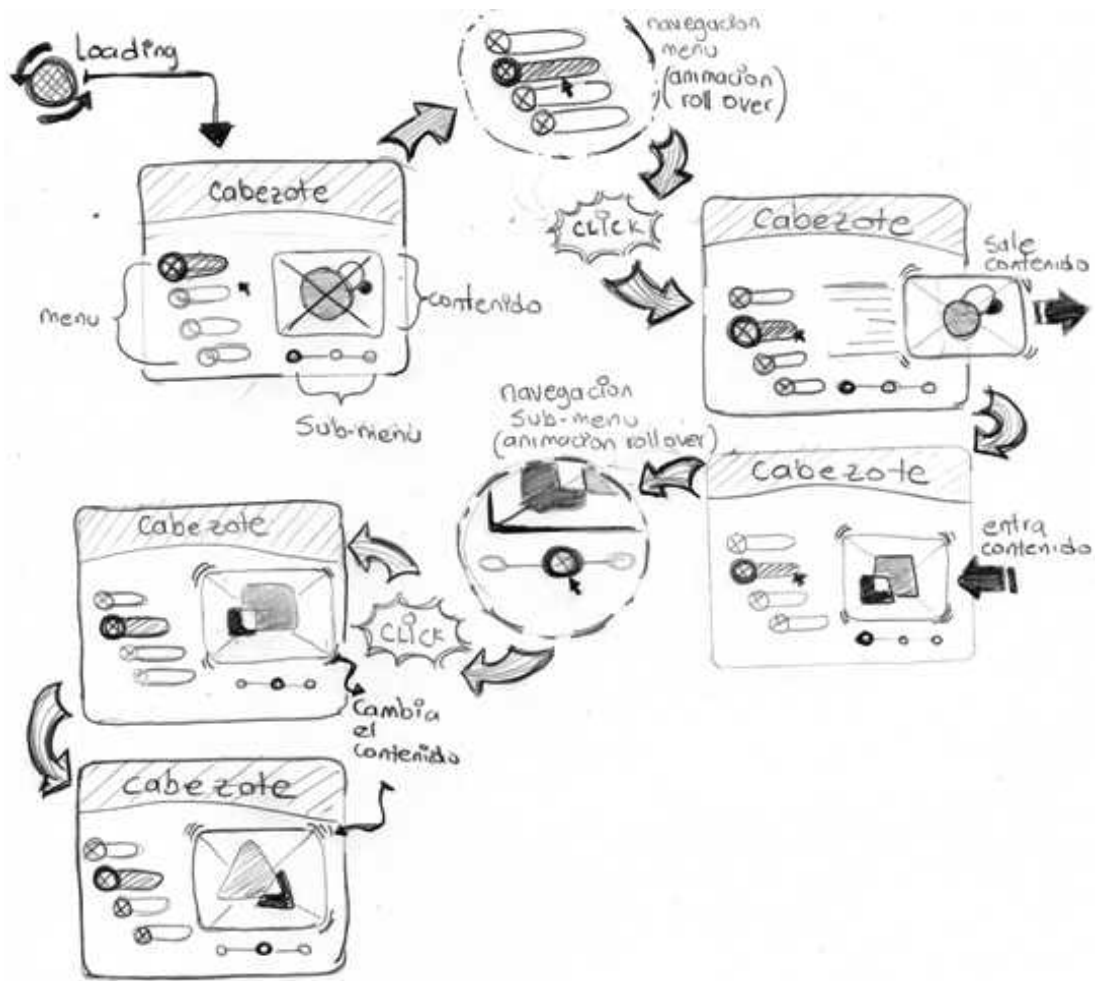 Loading
navegacion
menu
(animacion
roll over)
Cabezote
menu
contenido
Sub-menu
CLICK
Cabezote
Sale
contenido
Cabezote
entra
contenido
navegacion
Sub-menu
(animacion roll over)
CLICK
Cabezote
Cambia
el
contenido
Cabezote